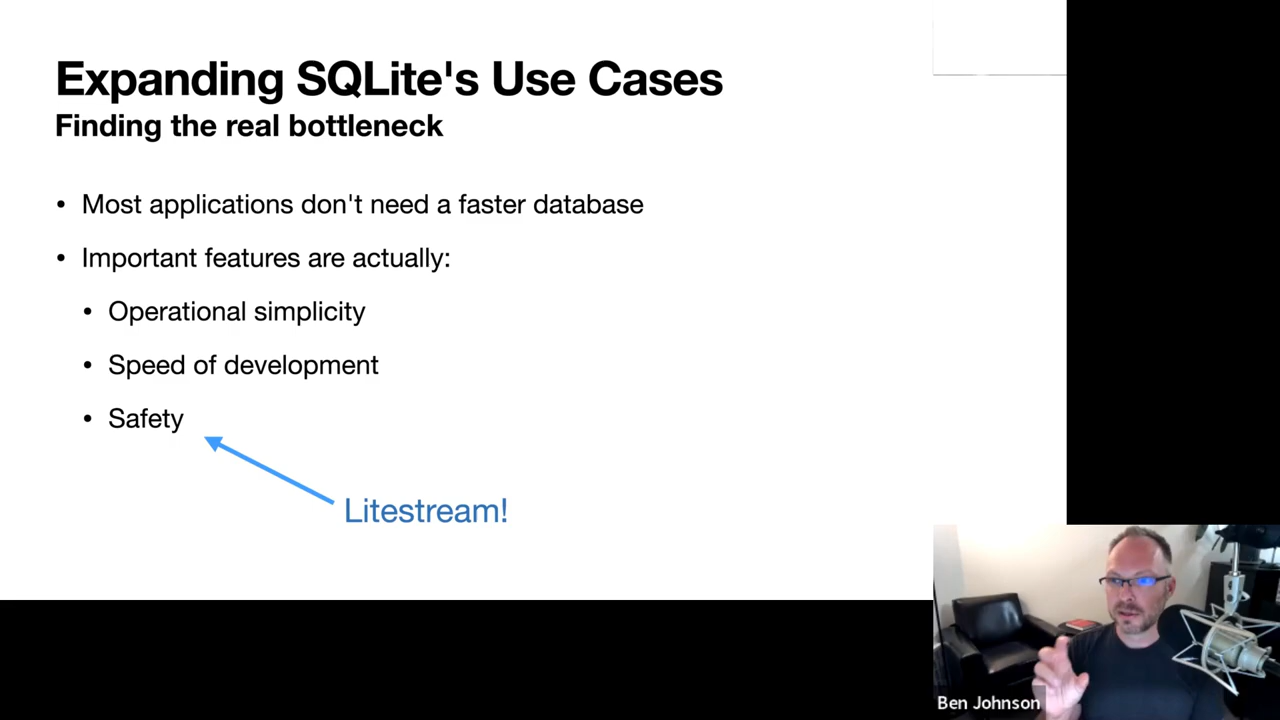 Expanding SQLite's Use Cases
Finding the real bottleneck
• Most applications don't need a faster database
• Important features are actually:
• Operational simplicity
• Speed of development
• Safety
Litestream!
Ben Johnson